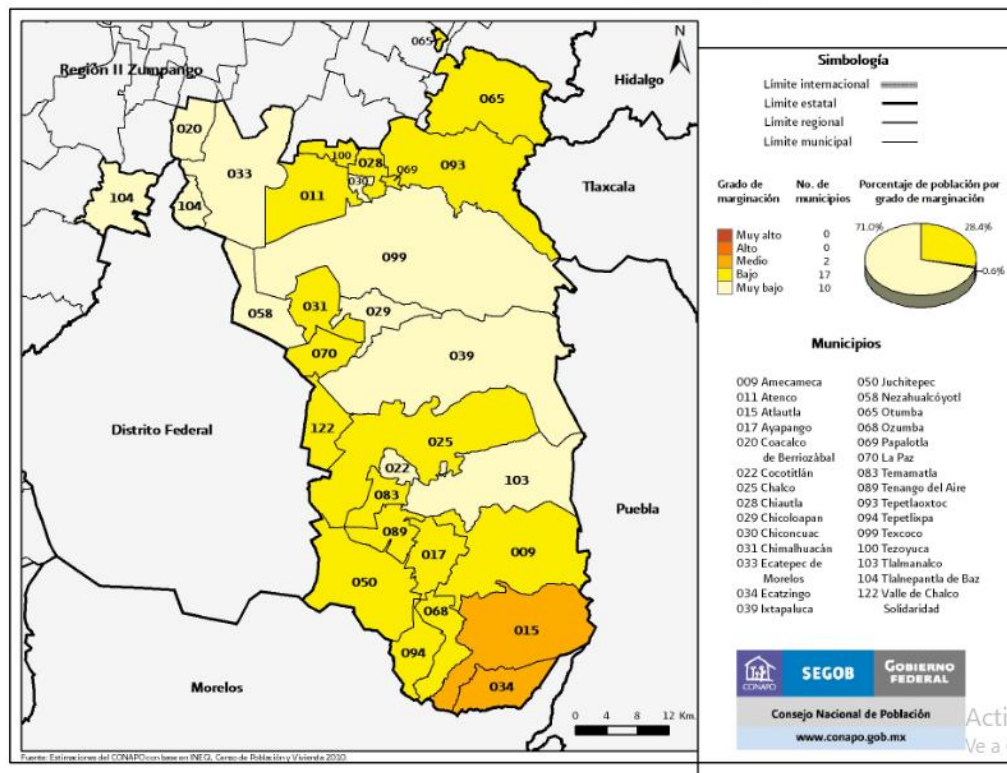 065
N
Región II Zumpango
Hidalgo
065
020
100
028
093
033
030
069
104
104
011
Tlaxcala
099
031
058
029
070
039
122
Distrito Federal
025
022
103
083
Puebla
089
017
009
050
068
015
094
034
Morelos
0 4 8 12 Km.
Fuente: Estimaciones del CONAPO con base en INEGI, Censo de Población y Vivienda 2010.
Simbología
Límite internacional
Límite estatal
Límite regional
Límite municipal
Grado de marginación
No. de municipios
Muy alto 0
Alto 0
Medio 2
Bajo 17
Muy bajo 10
Porcentaje de población por
grado de marginación
71.0%
28.4%
0.6%
Municipios
009 Amecameca
011 Atenco
015 Atlautla
017 Ayapango
020 Coacalco
de Berriozábal
022 Cocotitlán
025 Chalco
028 Chiautla
029 Chicoloapan
030 Chiconcuac
031 Chimalhuacán
033 Ecatepec de
Morelos
034 Ecatzingo
039 Ixtapaluca
050 Juchitepec
058 Nezahualcóyotl
065 Otumba
068 Ozumba
069 Papalotla
070 La Paz
083 Temamatla
089 Tenango del Aire
093 Tepetlaoxtoc
094 Tepetlixpa
099 Texcoco
100 Tezoyuca
103 Tlalmanalco
104 Tlalnepantla de Baz
122 Valle de Chalco
Solidaridad
CONAPO
SEGOB
GOBIERNO
FEDERAL
Consejo Nacional de Población
www.conapo.gob.mx
Acti
Ve a